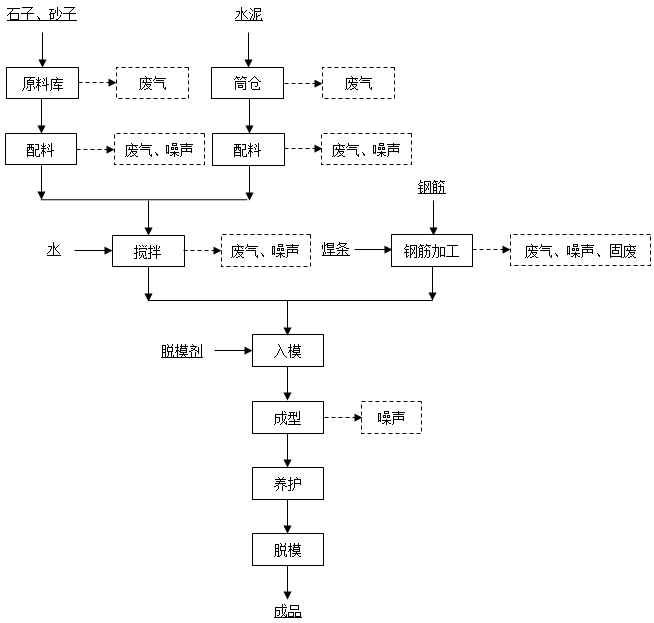 石子、砂子
水泥
原料库
废气
筒仓
废气
配料
废气、噪声
配料
废气、噪声
钢筋
水
搅拌
废气、噪声
焊条
钢筋加工
废气、噪声、固废
脱模剂
入模
成型
噪声
养护
脱模
成品